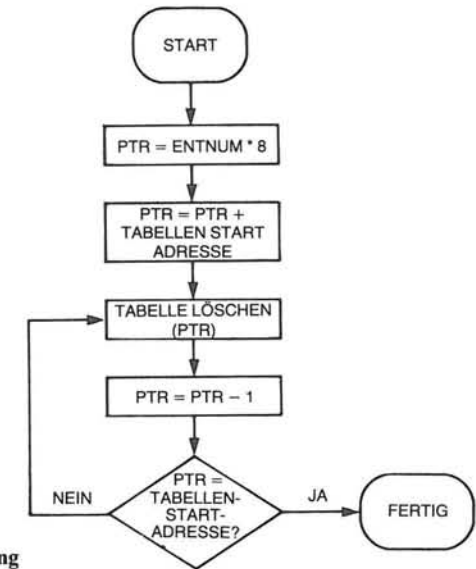 START
PTR = ENTNUM * 8
PTR = PTR +
TABELLEN START
ADRESSE
TABELLE LÖSCHEN
(PTR)
PTR = PTR – 1
PTR =
TABELLEN-
START-
ADRESSE?
NEIN
JA
FERTIG
ng